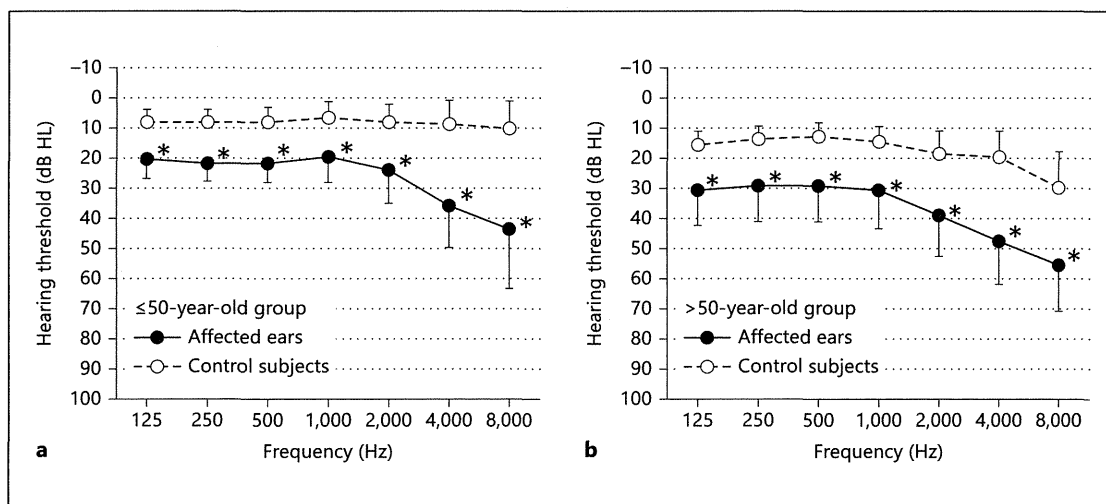 Hearing threshold (dB HL)
–10
0
10
20
30
40
50
60
70
80
90
100
* * * * * * *
≤50-year-old group
Affected ears
Control subjects
125 250 500 1,000 2,000 4,000 8,000
Frequency (Hz)
a
Hearing threshold (dB HL)
–10
0
10
20
30
40
50
60
70
80
90
100
* * * * * * *
>50-year-old group
Affected ears
Control subjects
125 250 500 1,000 2,000 4,000 8,000
Frequency (Hz)
b